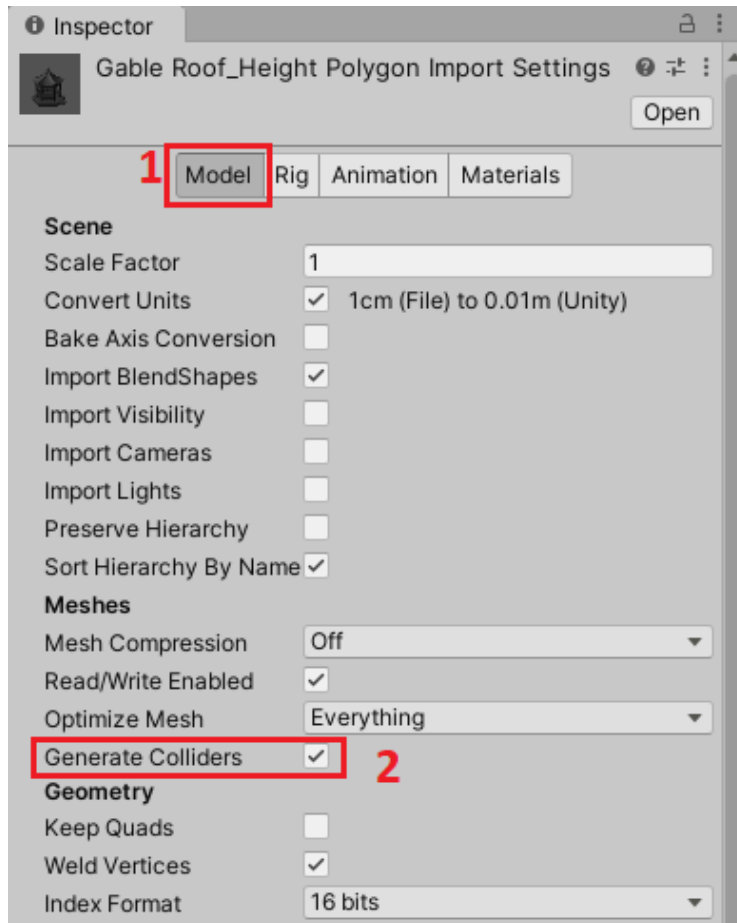 Inspector
Gable Roof_Height Polygon Import Settings
Open
1
Model Rig Animation Materials
Scene
Scale Factor 1
Convert Units 1cm (File) to 0.01m (Unity)
Bake Axis Conversion
Import BlendShapes
Import Visibility
Import Cameras
Import Lights
Preserve Hierarchy
Sort Hierarchy By Name
Meshes
Mesh Compression Off
Read/Write Enabled
Optimize Mesh Everything
Generate Colliders 2
Geometry
Keep Quads
Weld Vertices
Index Format 16 bits